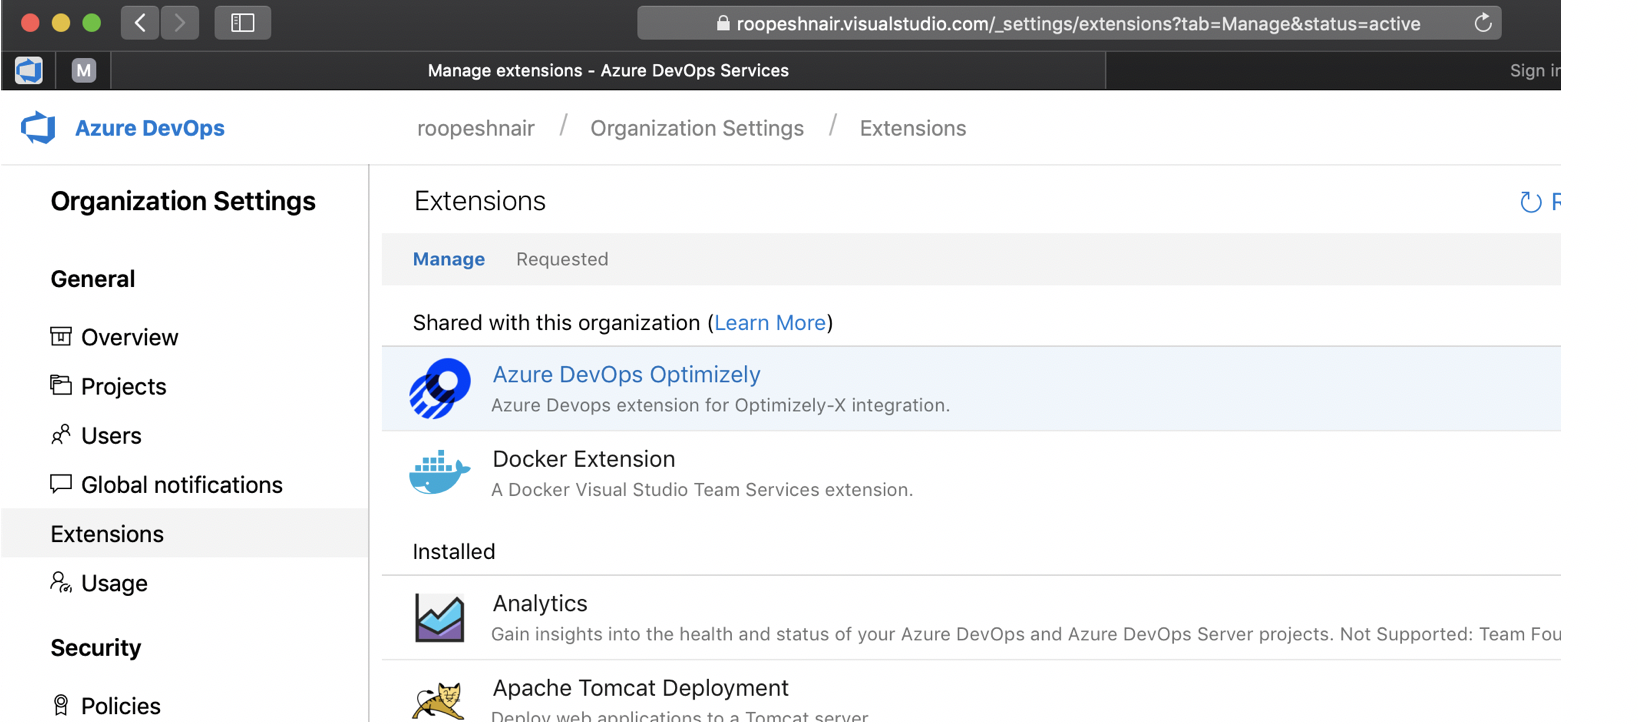 roopeshnair.visualstudio.com/_settings/extensions?tab=Manage&status=active
M
Manage extensions - Azure DevOps Services
Sign in
Azure DevOps
roopeshnair / Organization Settings / Extensions
Organization Settings
General
Overview
Projects
Users
Global notifications
Extensions
Usage
Security
Policies
Extensions
Manage Requested
Shared with this organization (Learn More)
Azure DevOps Optimizely
Azure Devops extension for Optimizely-X integration.
Docker Extension
A Docker Visual Studio Team Services extension.
Installed
Analytics
Gain insights into the health and status of your Azure DevOps and Azure DevOps Server projects. Not Supported: Team Fou
Apache Tomcat Deployment
Deploy web applications to a Tomcat server